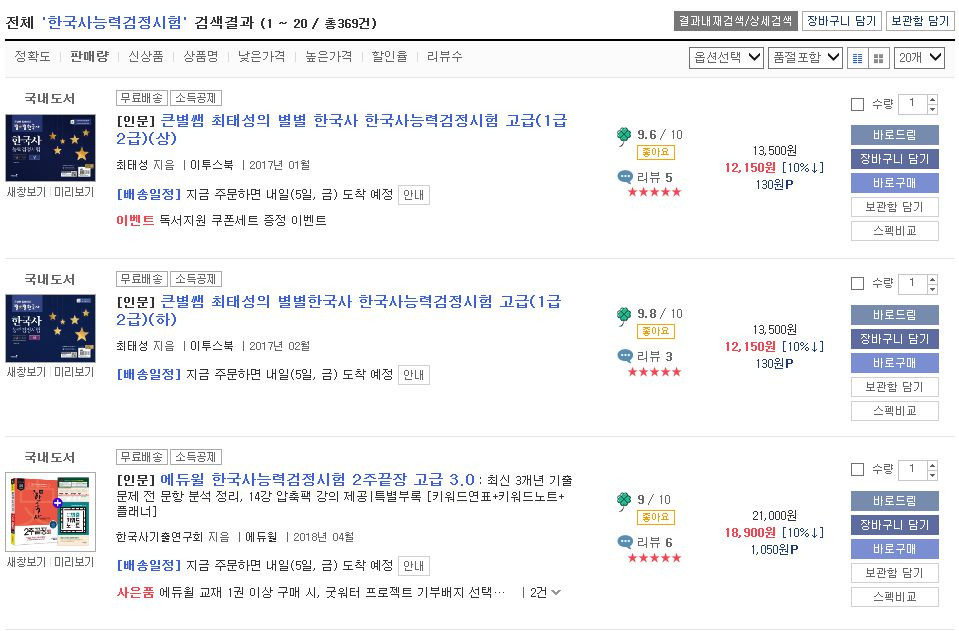 전체 '한국사능력검정시험' 검색결과 (1 ~ 20 / 총369건)
결과내재검색/상세검색 장바구니 담기 보관함 담기
정확도 판매량 신상품 상품명 낮은가격 높은가격 할인율 리뷰수
옵션선택 품절포함 20개
국내도서
새창보기 미리보기
무료배송 소득공제
[인문] 큰별쌤 최태성의 별별 한국사 한국사능력검정시험 고급(1급
2급)(상)
최태성 지음 | 이투스북 | 2017년 01월
[배송일정] 지금 주문하면 내일(5일, 금) 도착 예정 안내
이벤트 독서지원 쿠폰세트 증정 이벤트
9.6 / 10
좋아요
리뷰 5
★★★★★
13,500원
12,150원 [10%↓]
130원P
수량 1
바로드림
장바구니 담기
바로구매
보관함 담기
스펙비교
국내도서
새창보기 미리보기
무료배송 소득공제
[인문] 큰별쌤 최태성의 별별한국사 한국사능력검정시험 고급(1급
2급)(하)
최태성 지음 | 이투스북 | 2017년 02월
[배송일정] 지금 주문하면 내일(5일, 금) 도착 예정 안내
9.8 / 10
좋아요
리뷰 3
★★★★★
13,500원
12,150원 [10%↓]
130원P
수량 1
바로드림
장바구니 담기
바로구매
보관함 담기
스펙비교
국내도서
새창보기 미리보기
무료배송 소득공제
[인문] 에듀윌 한국사능력검정시험 2주끝장 고급 3.0 : 최신 3개년 기출
문제 전 문항 분석 정리, 14강 압축팩 강의 제공|특별부록 [키워드연표+키워드노트+
플래너]
한국사기출연구회 지음 | 에듀윌 | 2018년 04월
[배송일정] 지금 주문하면 내일(5일, 금) 도착 예정 안내
사은품 에듀윌 교재 1권 이상 구매 시, 굿워터 프로젝트 기부배지 선택… | 2건
9 / 10
좋아요
리뷰 6
★★★★★
21,000원
18,900원 [10%↓]
1,050원P
수량 1
바로드림
장바구니 담기
바로구매
보관함 담기
스펙비교